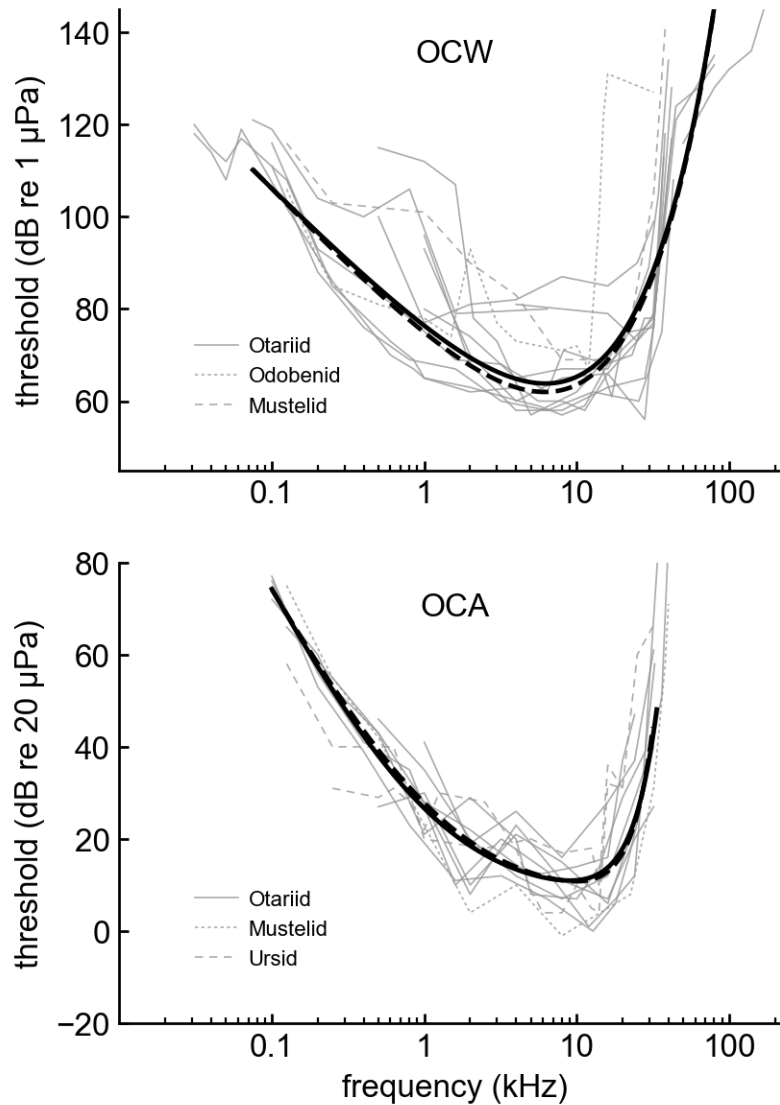 140
OCW
120
100
80
60
threshold (dB re 1 µPa)
Otariid
Odobenid
Mustelid
0.1 1 10 100
80
OCA
60
40
20
0
−20
threshold (dB re 20 µPa)
Otariid
Mustelid
Ursid
0.1 1 10 100
frequency (kHz)